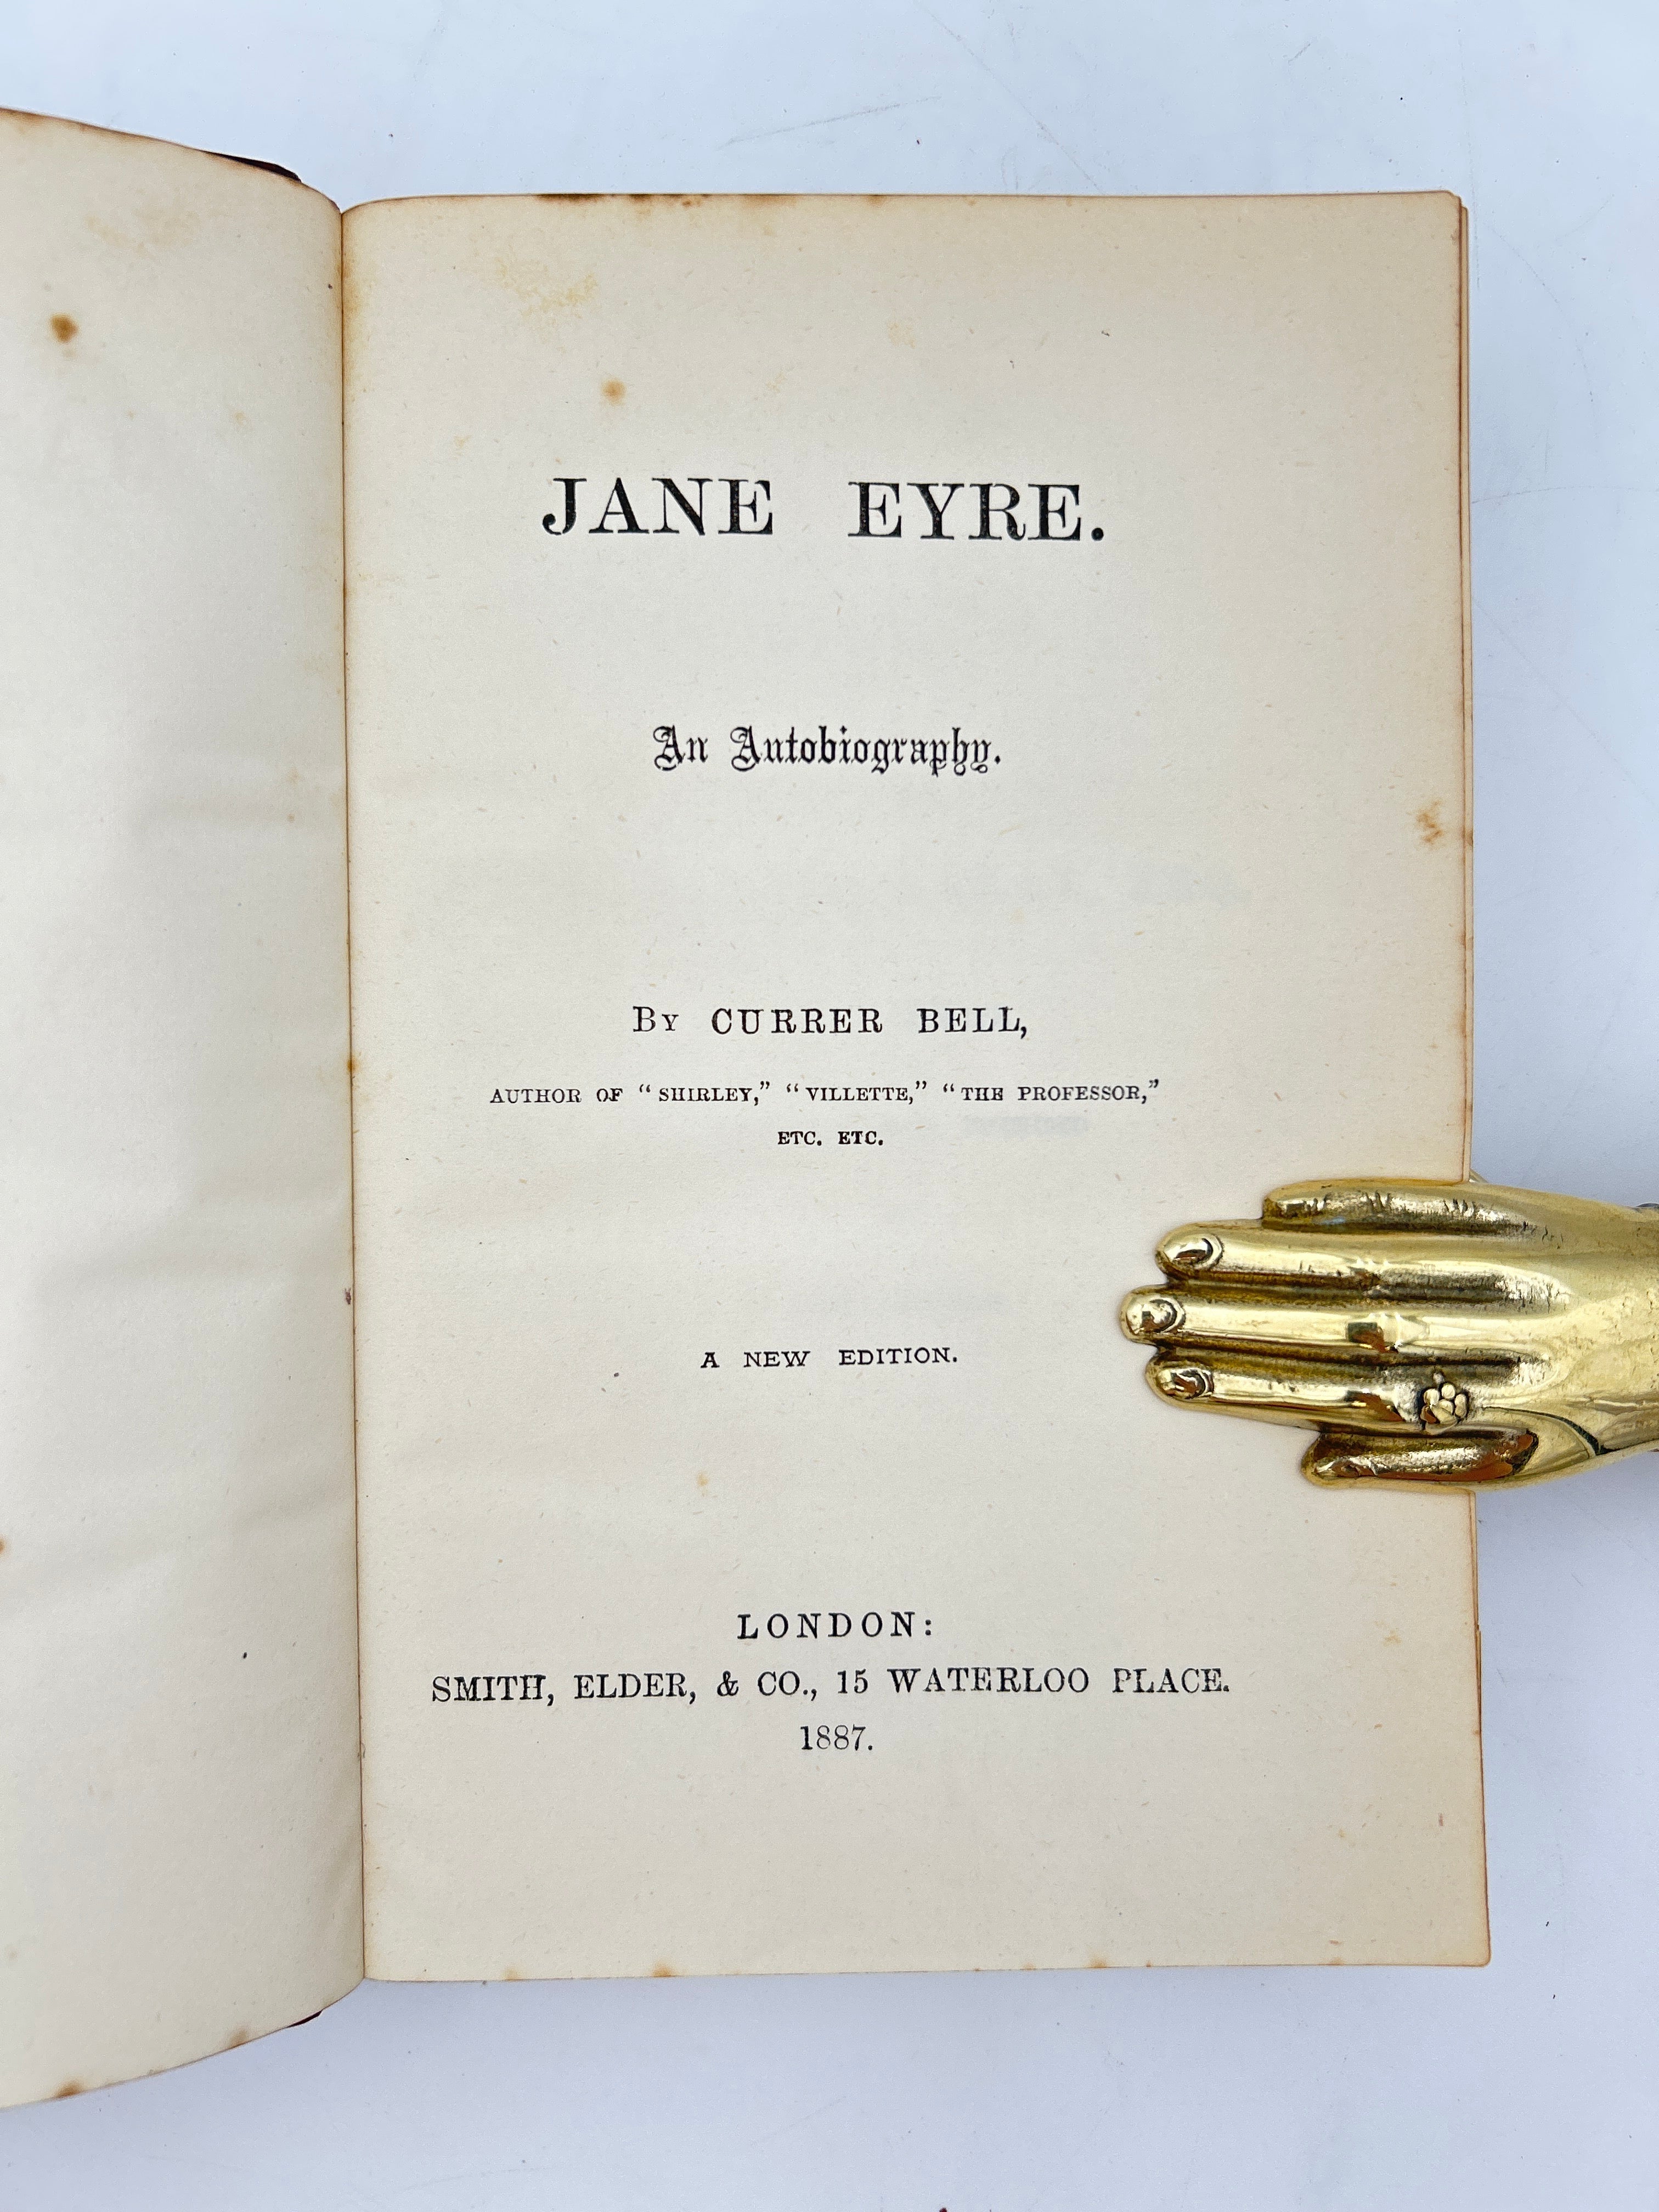 JANE EYRE.
An Autobiography.
By CURRER BELL,
AUTHOR OF “SHIRLEY,” “VILLETTE,” “THE PROFESSOR,”
ETC. ETC.
A NEW EDITION.
LONDON:
SMITH, ELDER, & CO., 15 WATERLOO PLACE.
1887.